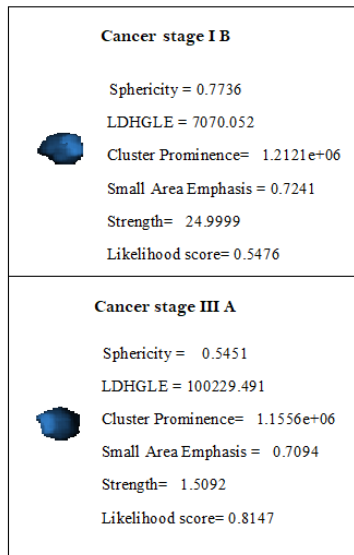 Cancer stage I B
Sphericity = 0.7736
LDHGLE = 7070.052
Cluster Prominence= 1.2121e+06
Small Area Emphasis = 0.7241
Strength= 24.9999
Likelihood score= 0.5476
Cancer stage III A
Sphericity = 0.5451
LDHGLE = 100229.491
Cluster Prominence= 1.1556e+06
Small Area Emphasis = 0.7094
Strength= 1.5092
Likelihood score= 0.8147